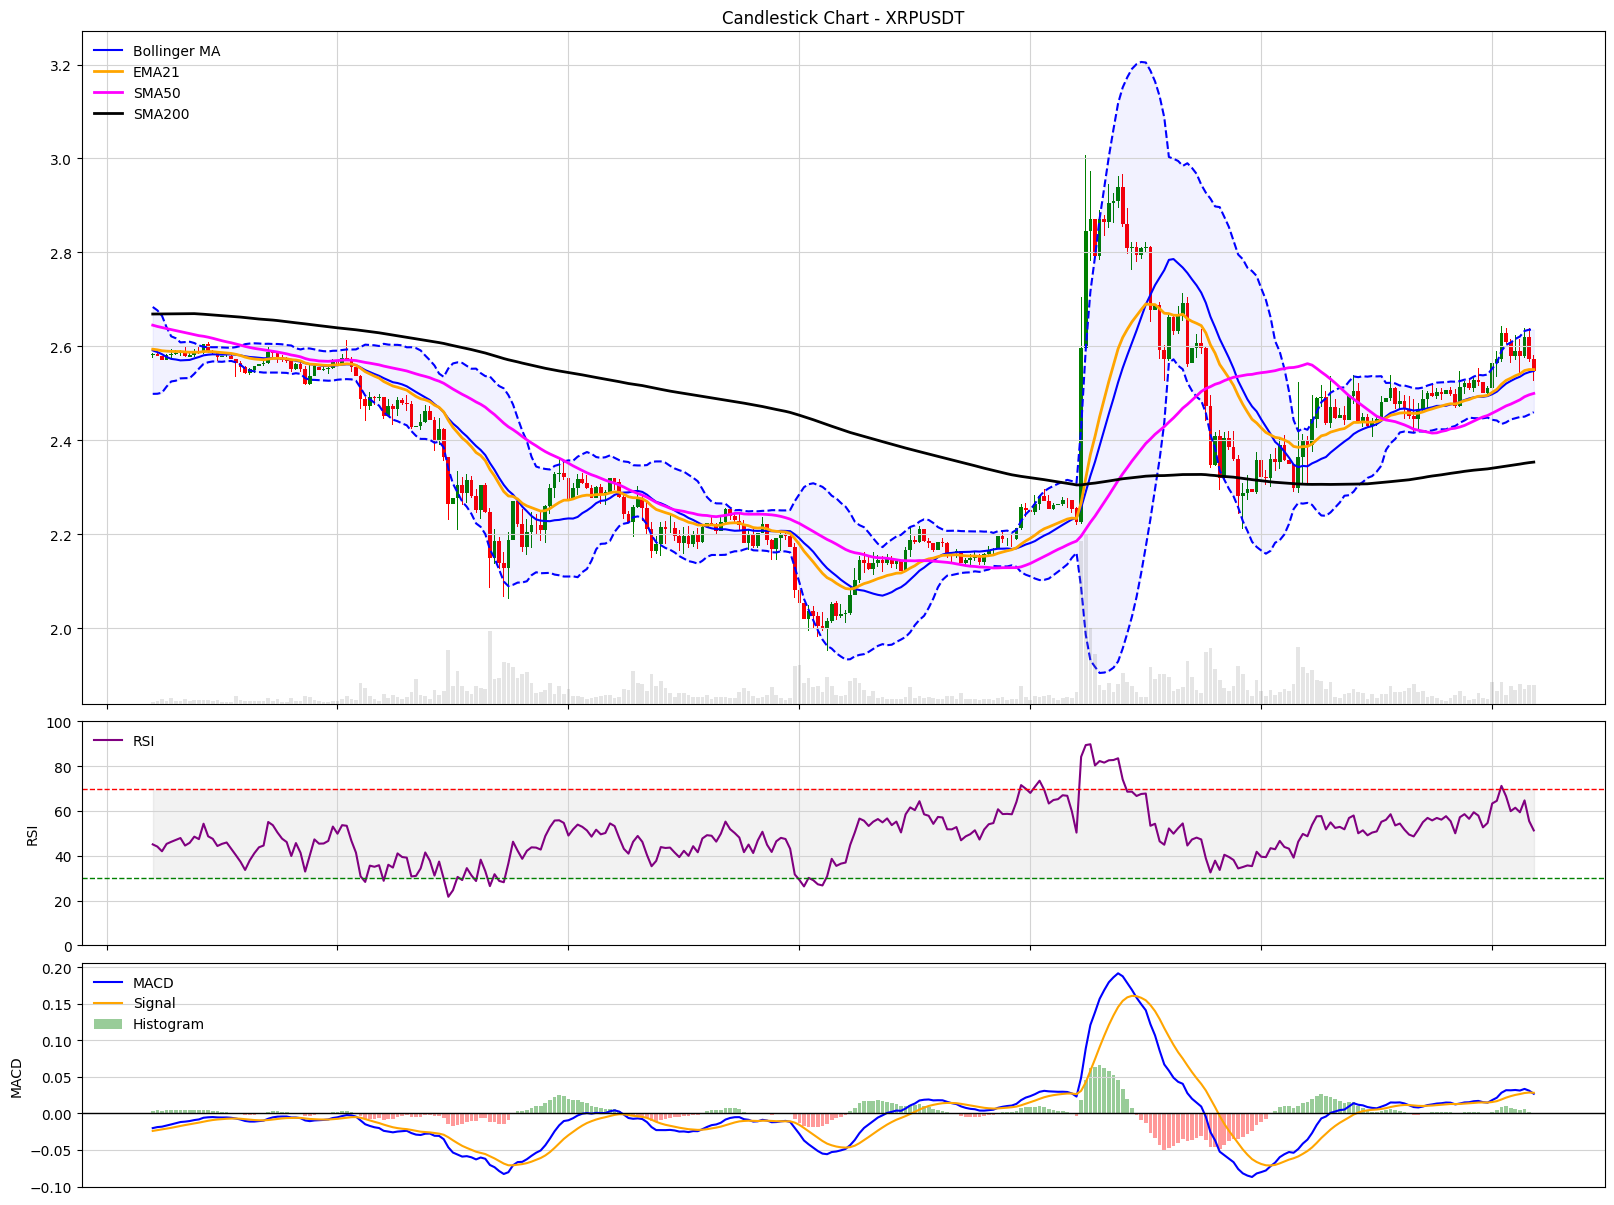 Candlestick Chart - XRPUSDT
Bollinger MA
EMA21
SMA50
SMA200
3.2
3.0
2.8
2.6
2.4
2.2
2.0
RSI
100
80
60
40
20
0
RSI
MACD
Signal
Histogram
0.20
0.15
0.10
0.05
0.00
−0.05
−0.10
MACD